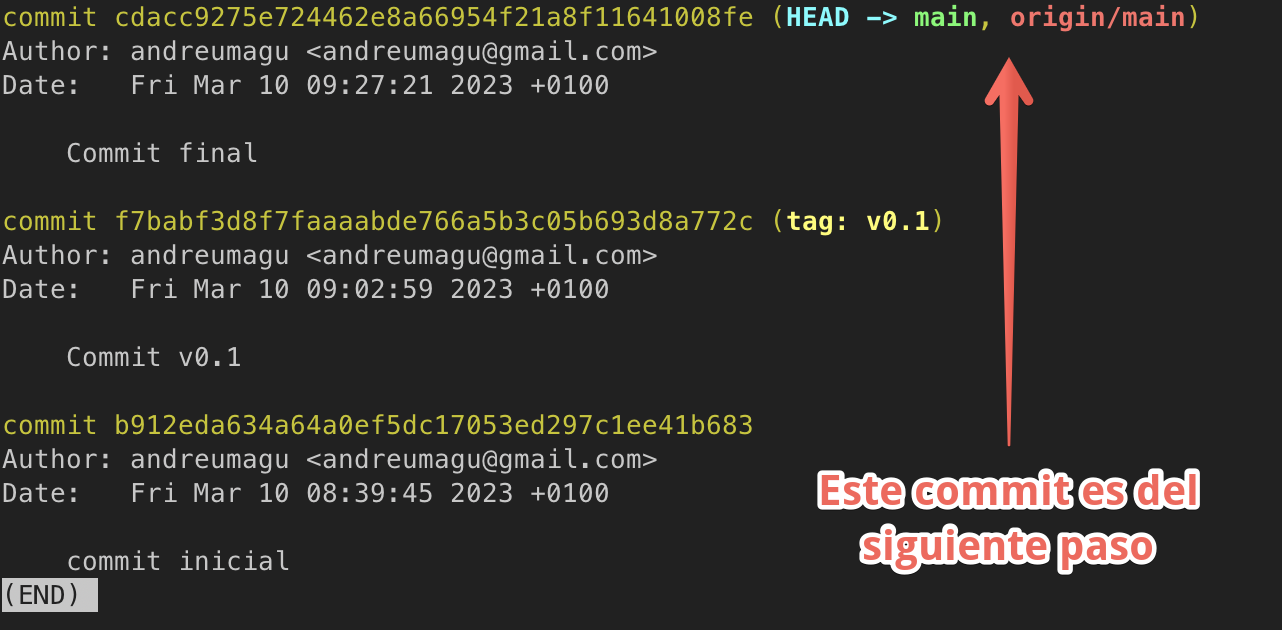 commit cdacc9275e724462e8a66954f21a8f11641008fe (HEAD -> main, origin/main)
Author: andreumagu <andreumagu@gmail.com>
Date:   Fri Mar 10 09:27:21 2023 +0100
    Commit final
commit f7babf3d8f7faaaabde766a5b3c05b693d8a772c (tag: v0.1)
Author: andreumagu <andreumagu@gmail.com>
Date:   Fri Mar 10 09:02:59 2023 +0100
    Commit v0.1
commit b912eda634a64a0ef5dc17053ed297c1ee41b683
Author: andreumagu <andreumagu@gmail.com>
Date:   Fri Mar 10 08:39:45 2023 +0100
    commit inicial
(END)
Este commit es del
siguiente paso